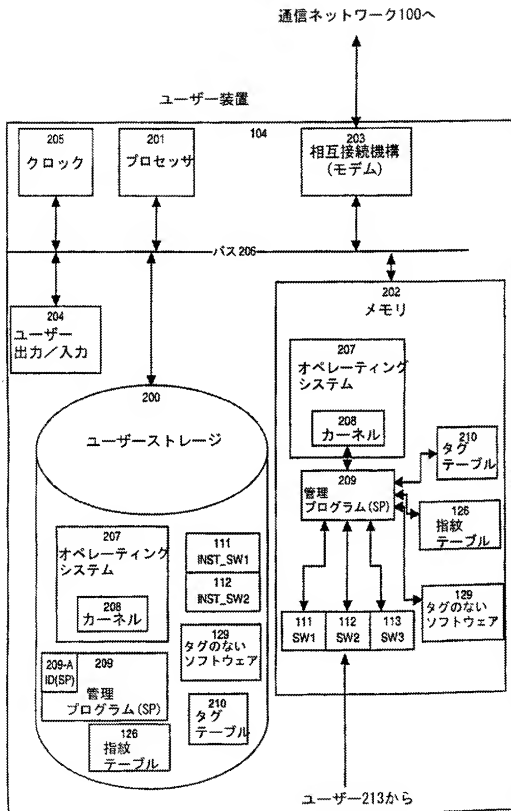 通信ネットワーク100へ
ユーザー装置
104
205
クロック
201
プロセッサ
203
相互接続機構
(モデム)
バス206
204
ユーザー
出力/入力
200
ユーザーストレージ
207
オペレーティング
システム
208
カーネル
111
INST_SW1
112
INST_SW2
129
タグのない
ソフトウェア
209-A
ID(SP)
209
管理
プログラム(SP)
126
指紋
テーブル
210
タグ
テーブル
202
メモリ
207
オペレーティング
システム
208
カーネル
209
管理
プログラム(SP)
210
タグ
テーブル
126
指紋
テーブル
129
タグのない
ソフトウェア
111
SW1
112
SW2
113
SW3
ユーザー213から